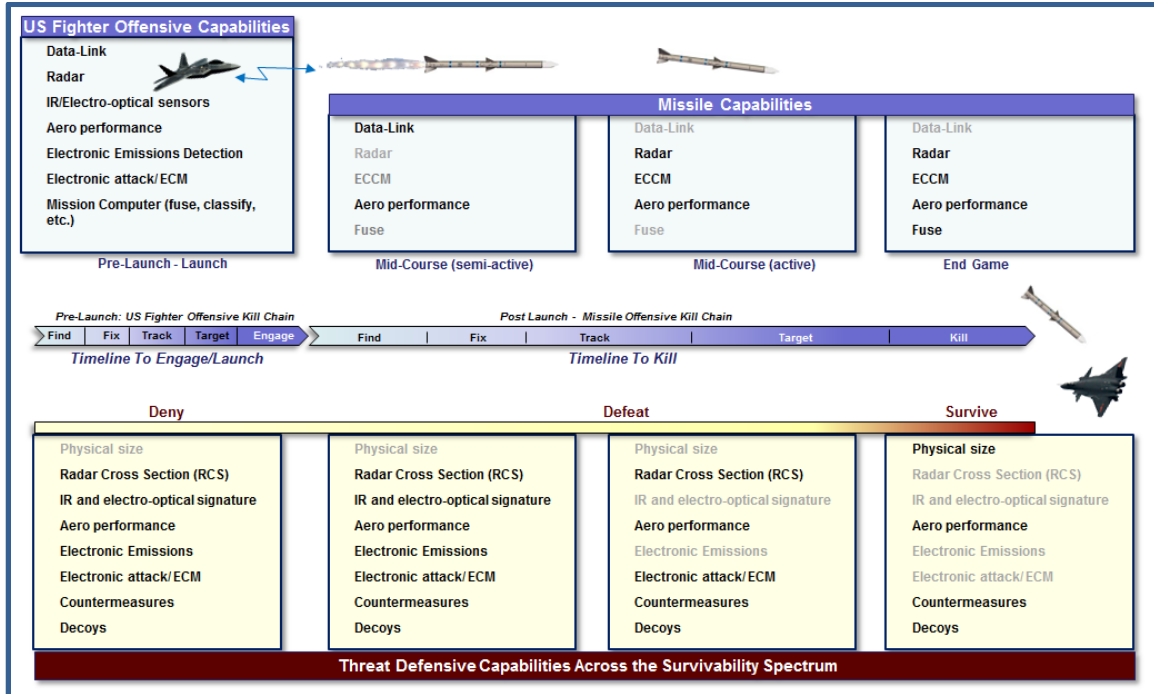 US Fighter Offensive Capabilities
Data-Link
Radar
IR/Electro-optical sensors
Aero performance
Electronic Emissions Detection
Electronic attack/ ECM
Mission Computer (fuse, classify,
etc.)
Pre-Launch - Launch
Missile Capabilities
Data-Link
Radar
ECCM
Aero performance
Fuse
Mid-Course (semi-active)
Data-Link
Radar
ECCM
Aero performance
Fuse
Mid-Course (active)
Data-Link
Radar
ECCM
Aero performance
Fuse
End Game
Pre-Launch: US Fighter Offensive Kill Chain
Find Fix Track Target Engage
Timeline To Engage/Launch
Post Launch - Missile Offensive Kill Chain
Find Fix Track Target Kill
Timeline To Kill
Deny Defeat Survive
Physical size
Radar Cross Section (RCS)
IR and electro-optical signature
Aero performance
Electronic Emissions
Electronic attack/ ECM
Countermeasures
Decoys
Physical size
Radar Cross Section (RCS)
IR and electro-optical signature
Aero performance
Electronic Emissions
Electronic attack/ ECM
Countermeasures
Decoys
Physical size
Radar Cross Section (RCS)
IR and electro-optical signature
Aero performance
Electronic Emissions
Electronic attack/ ECM
Countermeasures
Decoys
Physical size
Radar Cross Section (RCS)
IR and electro-optical signature
Aero performance
Electronic Emissions
Electronic attack/ ECM
Countermeasures
Decoys
Threat Defensive Capabilities Across the Survivability Spectrum